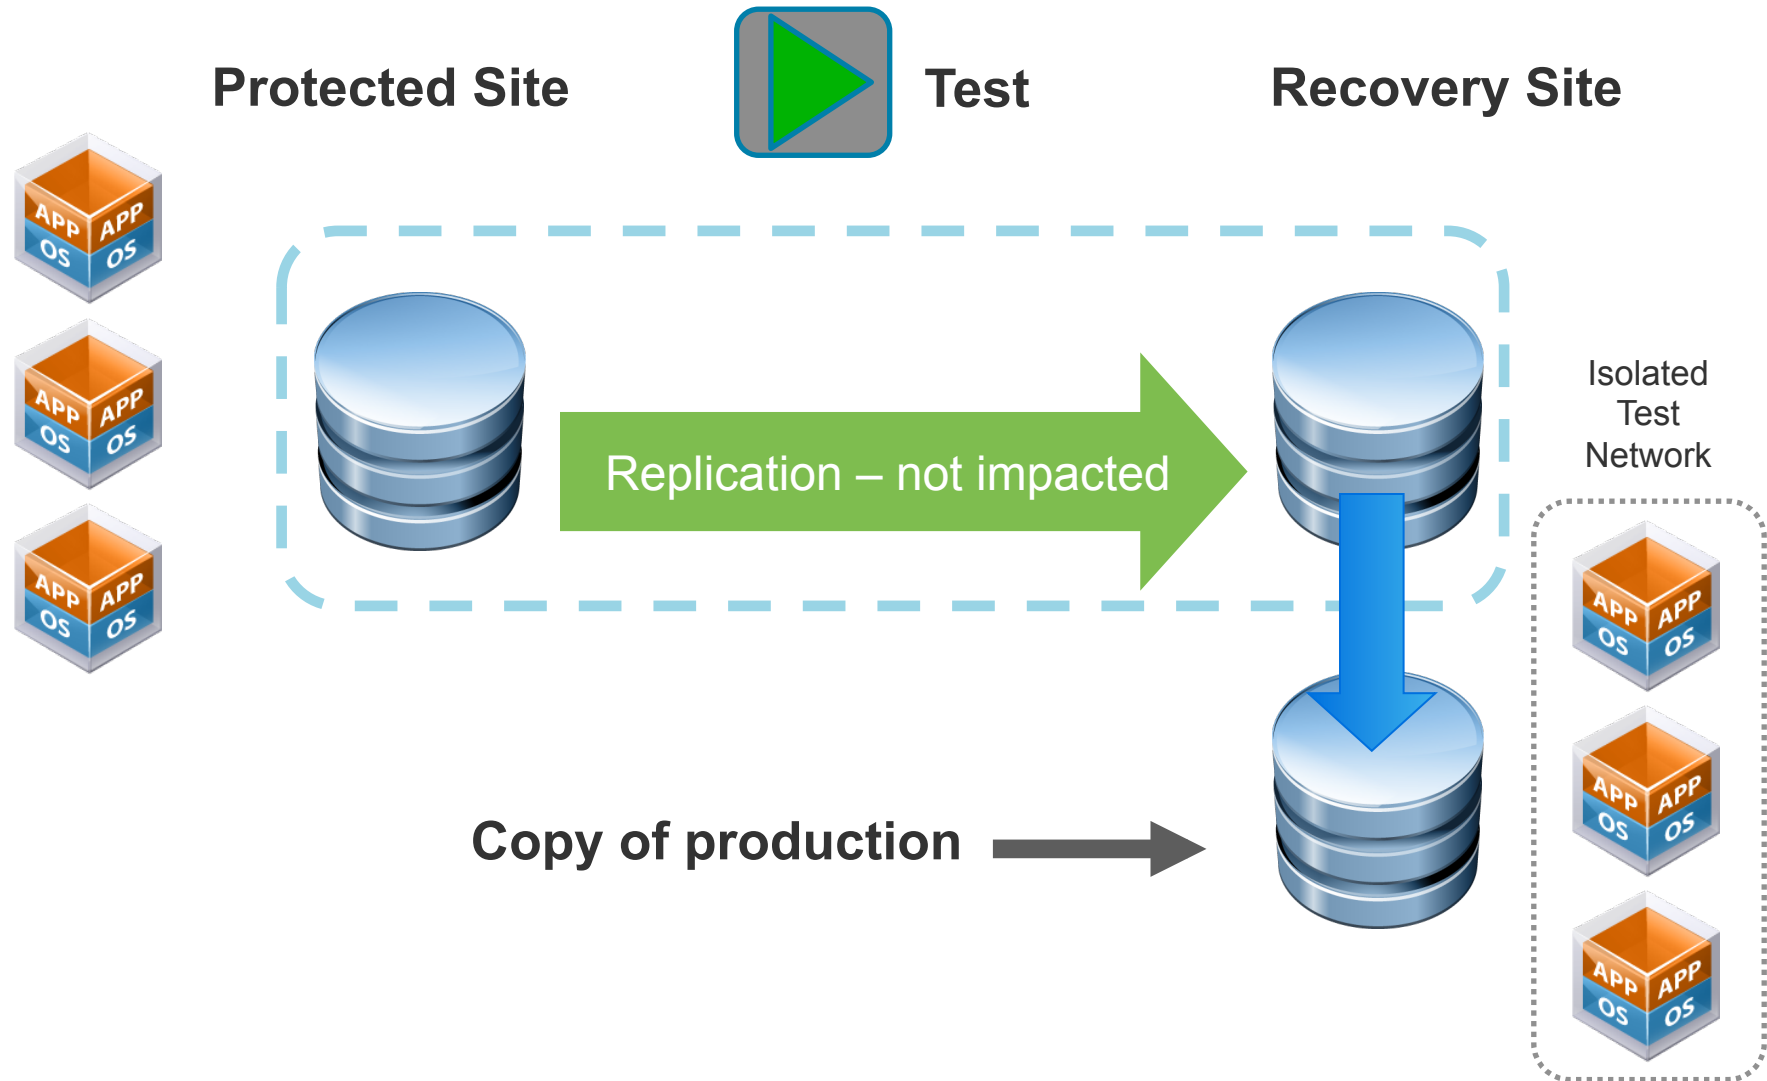 Protected Site
Test
Recovery Site
APP APP
OS OS
APP APP
OS OS
APP APP
OS OS
Replication – not impacted
Isolated
Test
Network
APP APP
OS OS
APP APP
OS OS
APP APP
OS OS
Copy of production